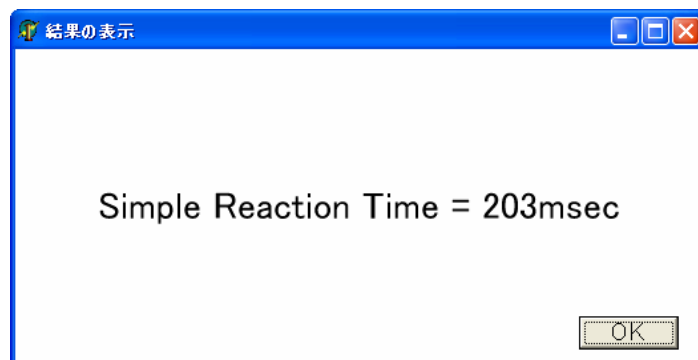 結果の表示
Simple Reaction Time = 203msec
OK